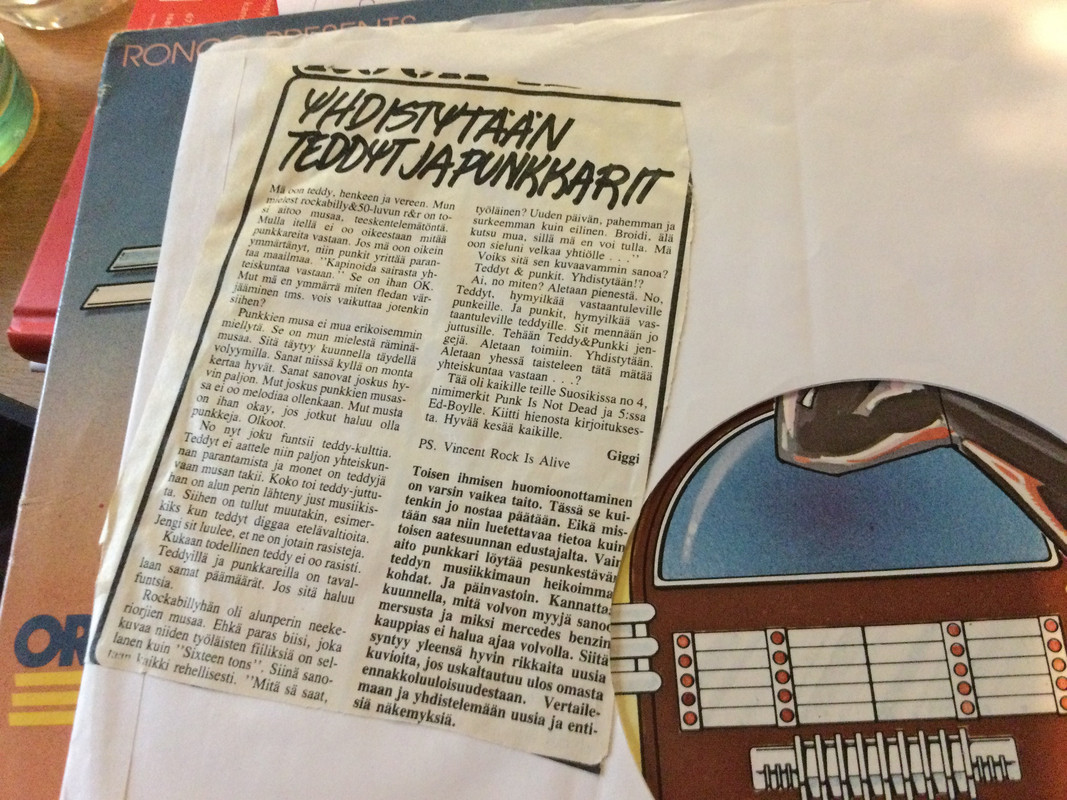 RONCO PRESENTS
YHDISTYTÄÄN
TEDDYT JA PUNKKARIT
Mä oon teddy, henkeen ja vereen. Mun
mielest rockabilly&50-luvun r&r on to-
si aitoo musaa, teeskentelemätöntä.
Mulla itellä ei oo oikeestaan mitää
punkkareita vastaan. Jos mä oon oikein
ymmärtänyt, niin punkit yrittää paran-
taa maailmaa. "Kapinoida sairasta yh-
teiskuntaa vastaan." Se on ihan OK.
Mut mä en ymmärrä miten fledan vär-
jääminen tms. vois vaikuttaa jotenkin
siihen?
Punkkien musa ei mua erikoisemmin
miellytä. Se on mun mielestä räminä-
musaa. Sitä täytyy kuunnella täydellä
volyymilla. Sanat niissä kyllä on monta
kertaa hyvät. Sanat sanovat joskus hy-
vin paljon. Mut joskus punkkien musas-
sa ei oo melodiaa ollenkaan. Mut musta
on ihan okay, jos jotkut haluu olla
punkkeja. Olkoot.
No nyt joku funtsii teddy-kulttia.
Teddyt ei aattele niin paljon yhteiskun-
nan parantamista ja monet on teddyjä
vaan musan takii. Koko toi teddy-juttu-
han on alun perin lähteny just musiikis-
ta. Siihen on tullut muutakin, esimer-
kiks kun teddyt diggaa etelävaltioita.
Jengi sit luulee, et ne on jotain rasisteja.
Kukaan todellinen teddy ei oo rasisti.
Teddyillä ja punkkareilla on taval-
laan samat päämäärät. Jos sitä haluu
funtsia.
Rockabillyhän oli alunperin neeke-
riorjien musaa. Ehkä paras biisi, joka
kuvaa niiden työläisten fiiliksiä on sel-
lanen kuin "Sixteen tons". Siinä sano-
taan kaikki rehellisesti. "Mitä sä saat,
työläinen? Uuden päivän, pahemman ja
surkeemman kuin eilinen. Broidi, älä
kutsu mua, sillä mä en voi tulla. Mä
oon sieluni velkaa yhtiölle . . ."
Voiks sitä sen kuvaavammin sanoa?
Teddyt & punkit. Yhdistytään!?
Ai, no miten? Aletaan pienestä. No,
Teddyt, hymyilkää vastaantuleville
punkeille. Ja punkit, hymyilkää vas-
taantuleville teddyille. Sit mennään jo
juttusille. Tehään Teddy&Punkki jen-
gejä. Aletaan toimiin. Yhdistytään.
Aletaan yhessä taisteleen tätä mätää
yhteiskuntaa vastaan . . .?
Tää oli kaikille teille Suosikissa no 4,
nimimerkit Punk Is Not Dead ja 5:ssa
Ed-Boylle. Kiitti hienosta kirjoitukses-
ta. Hyvää kesää kaikille.
Giggi
PS. Vincent Rock Is Alive
Toisen ihmisen huomioonottaminen
on varsin vaikea taito. Tässä se kui-
tenkin jo nostaa päätään. Eikä mis-
tään saa niin luetettavaa tietoa kuin
toisen aatesuunnan edustajalta. Vain
aito punkkari löytää pesunkestävän
teddyn musiikkimaun heikoimma
kohdat. Ja päinvastoin. Kannatta
kuunnella, mitä volvon myyjä sano
mersusta ja miksi mercedes benzin
kauppias ei halua ajaa volvolla. Siitä
syntyy yleensä hyvin rikkaita uusia
kuvioita, jos uskaltautuu ulos omasta
ennakkoluuloisuudestaan. Vertaile-
maan ja yhdistelemään uusia ja enti-
siä näkemyksiä.
OR